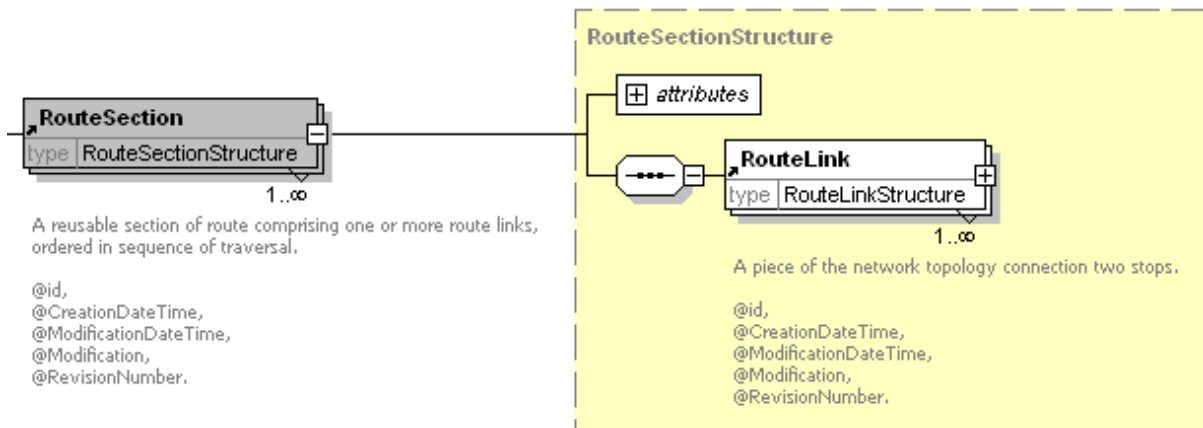 RouteSectionStructure
attributes
RouteSection
type RouteSectionStructure
1..∞
A reusable section of route comprising one or more route links,
ordered in sequence of traversal.
@id,
@CreationDateTime,
@ModificationDateTime,
@Modification,
@RevisionNumber.
RouteLink
type RouteLinkStructure
1..∞
A piece of the network topology connection two stops.
@id,
@CreationDateTime,
@ModificationDateTime,
@Modification,
@RevisionNumber.